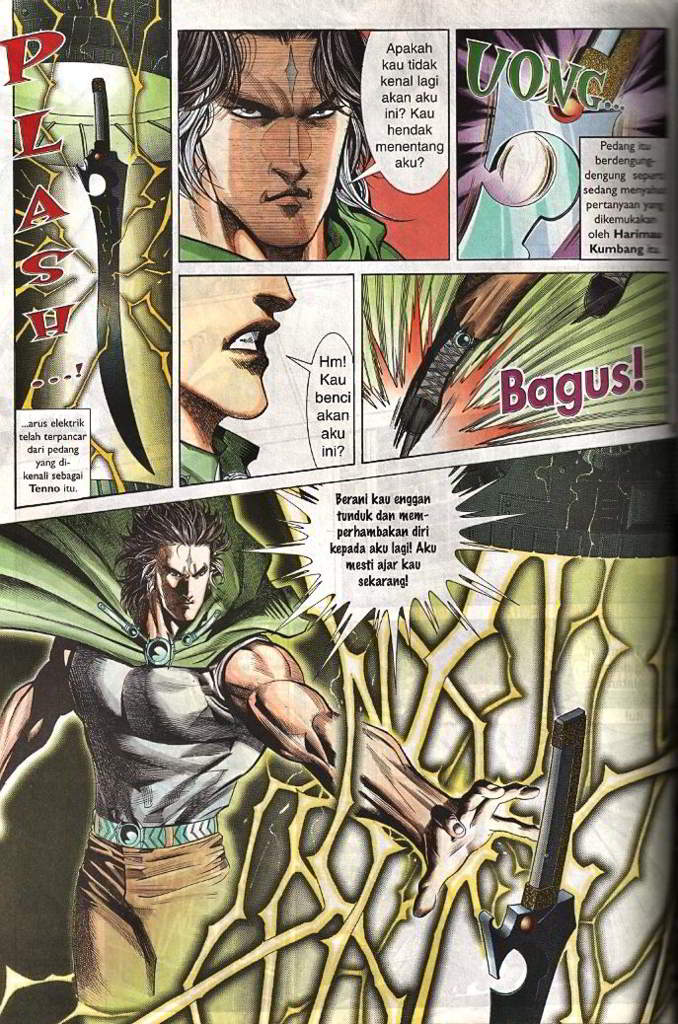 PLASH...!
...arus elektrik
telah terpancar
dari pedang
yang di-
kenali sebagai
Tenno itu.
Apakah
kau tidak
kenal lagi
akan aku
ini? Kau
hendak
menentang
aku?
UONG...
Pedang itu
berdengung-
dengung seperti
sedang menyahut
pertanyaan yang
dikemukakan
oleh Harimau
Kumbang itu.
Hm!
Kau
benci
akan
aku
ini?
Bagus!
Berani kau enggan
tunduk dan mem-
perhambakan diri
kepada aku lagi! Aku
mesti ajar kau
sekarang!